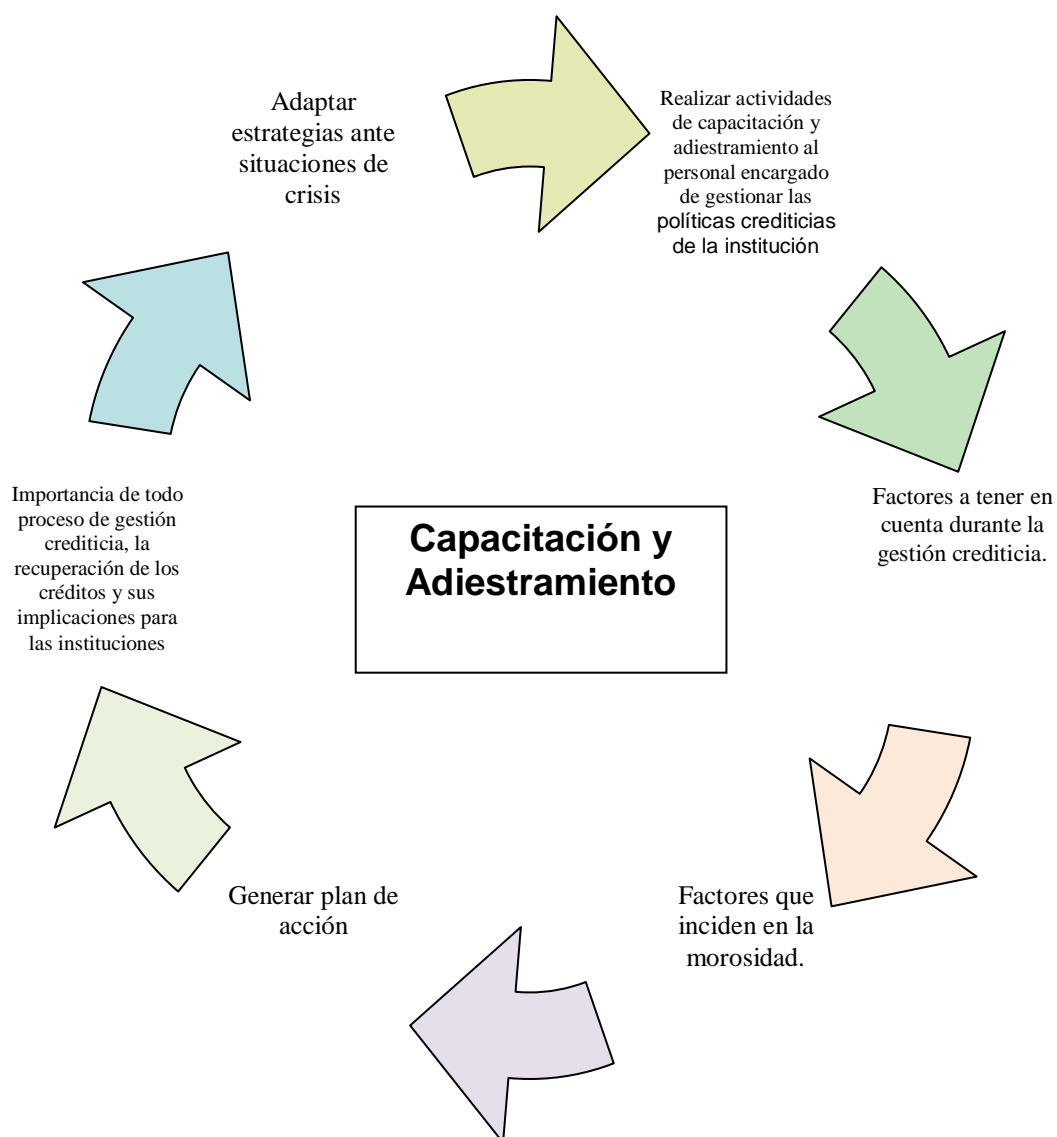 Adaptar
estrategias ante
situaciones de
crisis
Realizar actividades
de capacitación y
adiestramiento al
personal encargado
de gestionar las
políticas crediticias
de la institución
Factores a tener en
cuenta durante la
gestión crediticia.
Factores que
inciden en la
morosidad.
Generar plan de
acción
Importancia de todo
proceso de gestión
crediticia, la
recuperación de los
créditos y sus
implicaciones para
las instituciones
Capacitación y
Adiestramiento